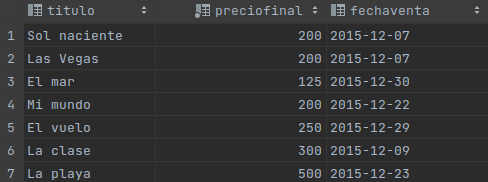 titulo preciofinal fechaventa
1 Sol naciente 200 2015-12-07
2 Las Vegas 200 2015-12-07
3 El mar 125 2015-12-30
4 Mi mundo 200 2015-12-22
5 El vuelo 250 2015-12-29
6 La clase 300 2015-12-09
7 La playa 500 2015-12-23